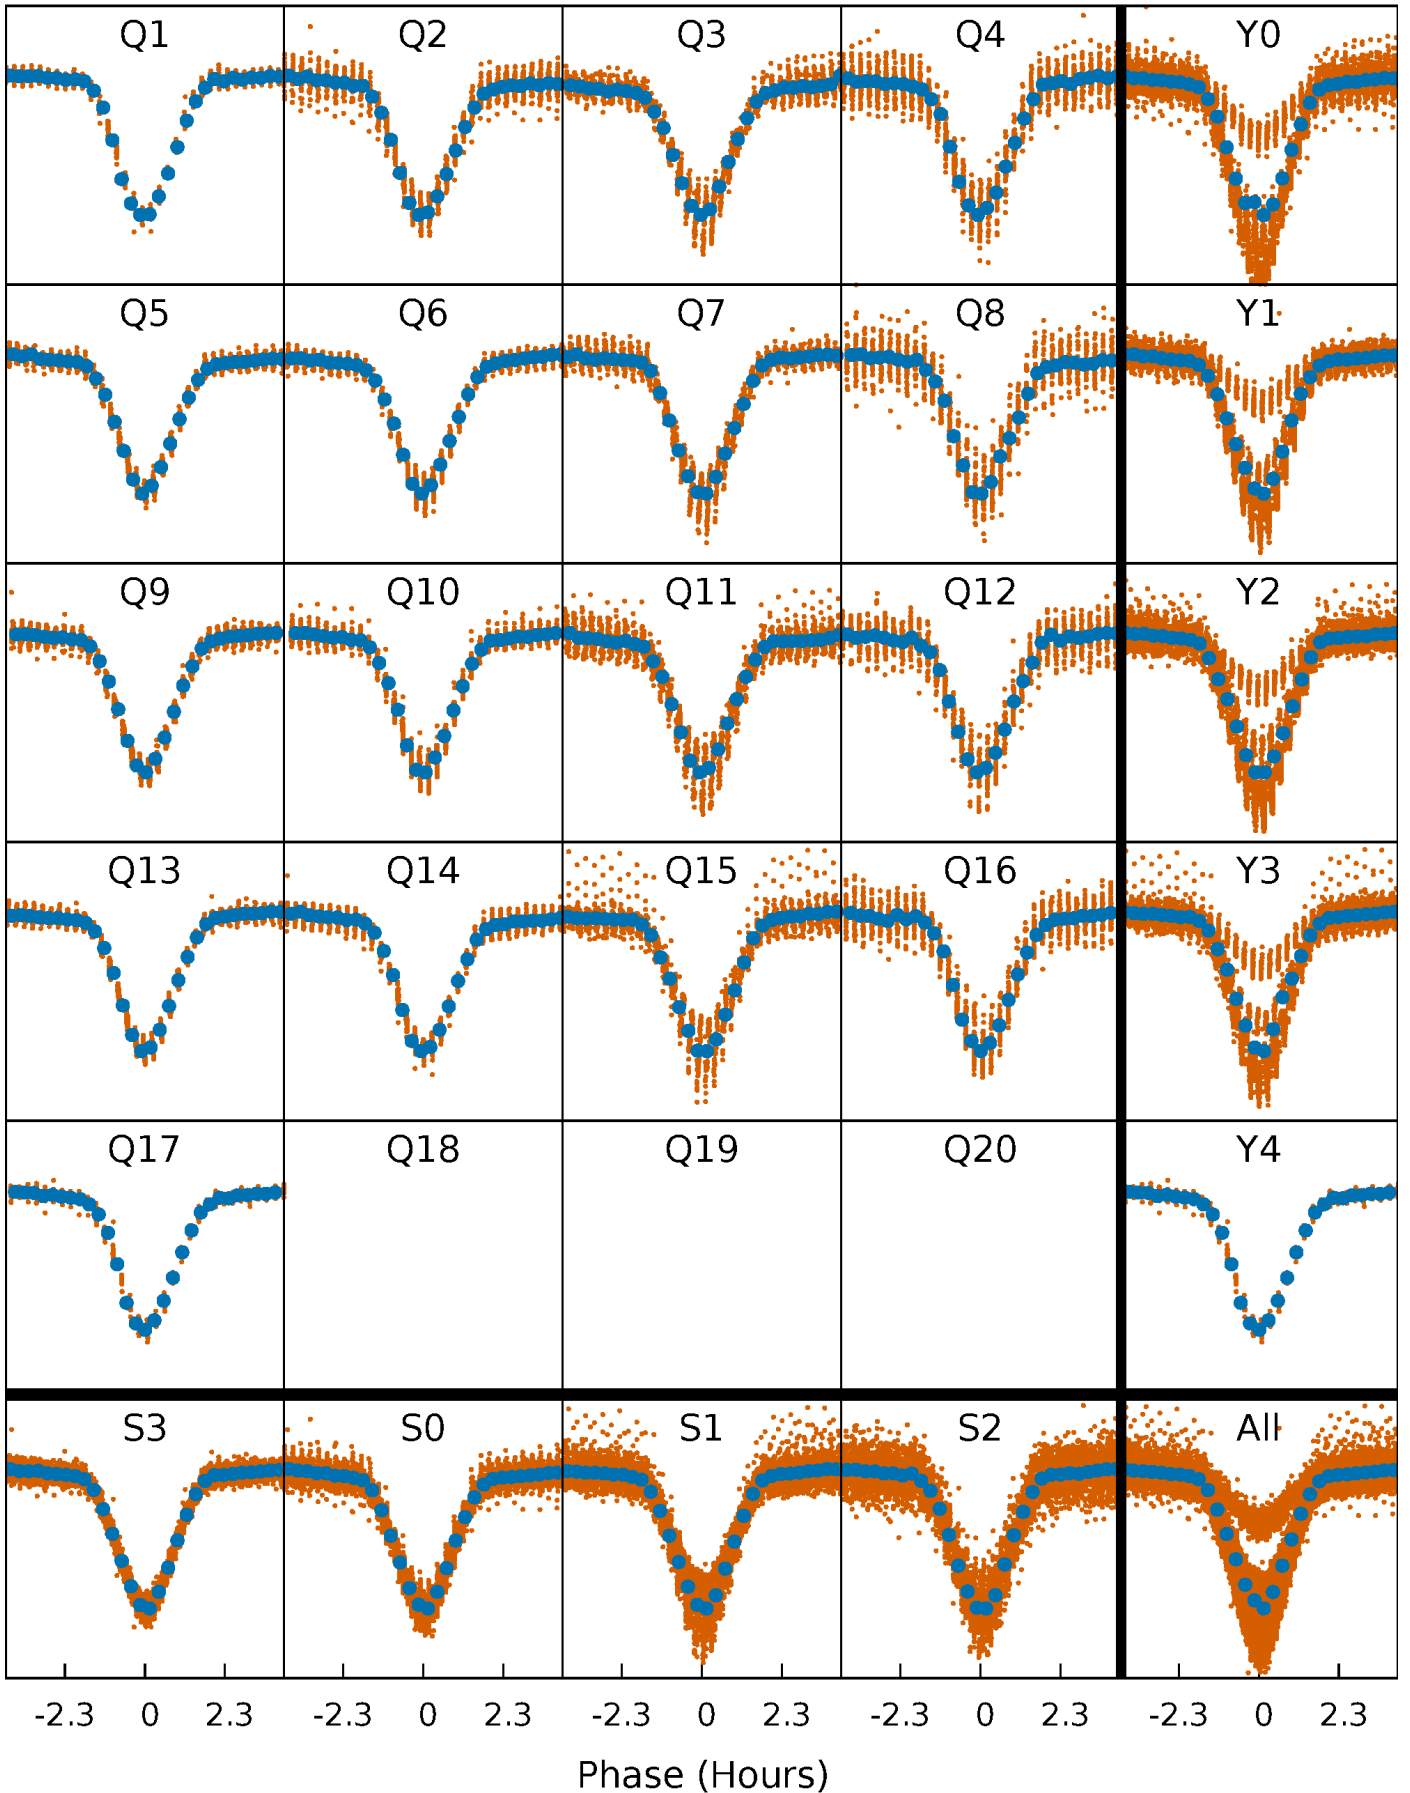 Q1 Q2 Q3 Q4 Y0
Q5 Q6 Q7 Q8 Y1
Q9 Q10 Q11 Q12 Y2
Q13 Q14 Q15 Q16 Y3
Q17 Q18 Q19 Q20 Y4
S3 S0 S1 S2 All
-2.3 0 2.3 -2.3 0 2.3 -2.3 0 2.3 -2.3 0 2.3 -2.3 0 2.3
Phase (Hours)